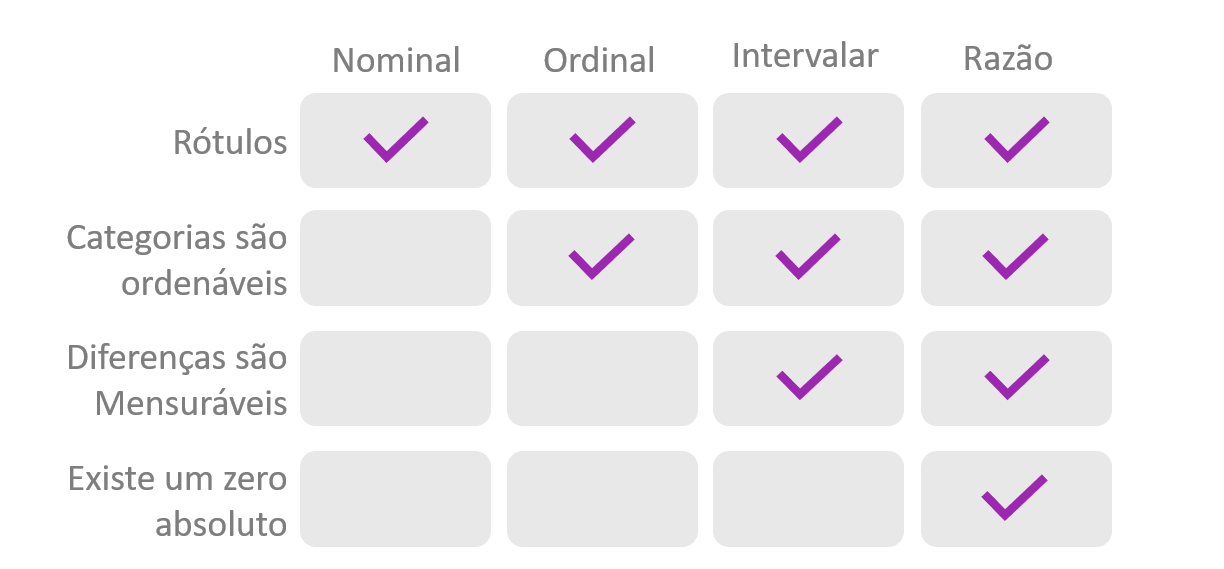 Nominal Ordinal Intervalar Razão
Rótulos
Categorias são
ordenáveis
Diferenças são
Mensuráveis
Existe um zero
absoluto